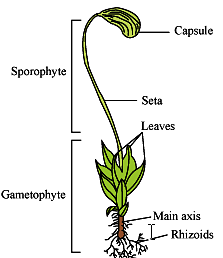 Capsule
Sporophyte
Seta
Leaves
Gametophyte
Main axis
Rhizoids